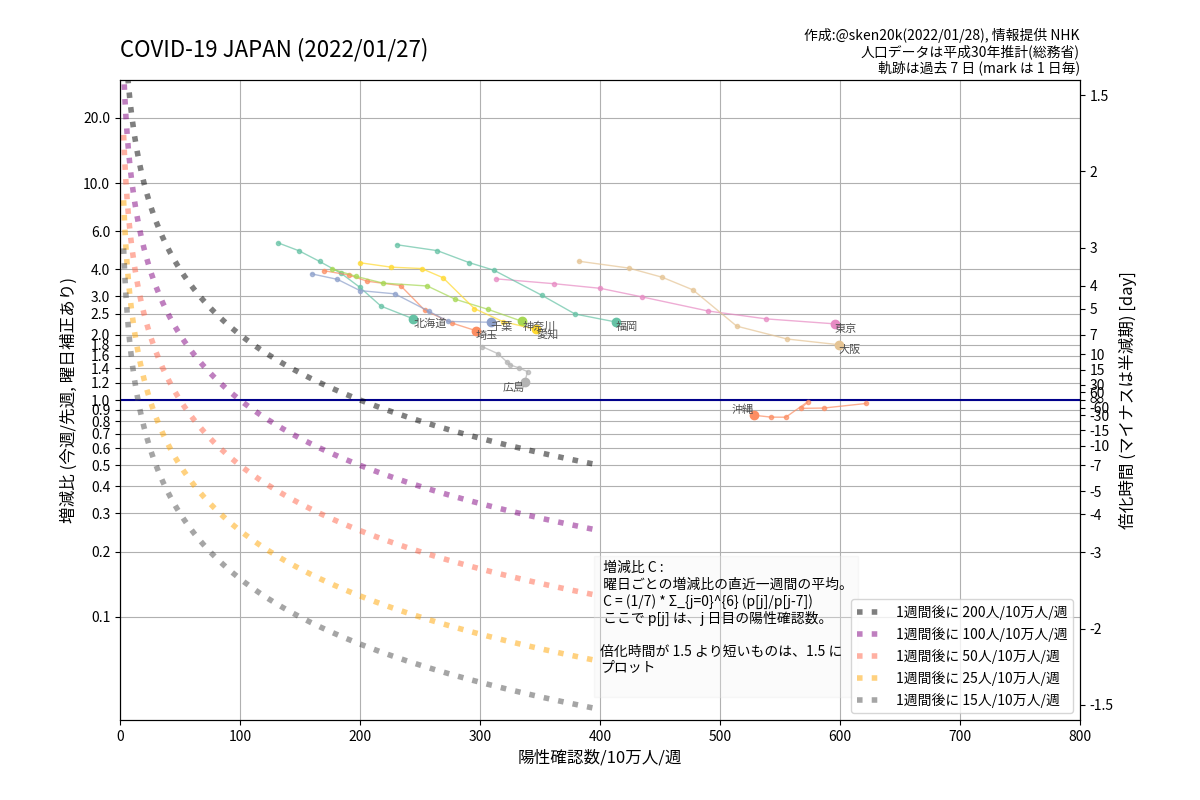 COVID-19 JAPAN (2022/01/27)
作成:@sken20k(2022/01/28), 情報提供 NHK
人口データは平成30年推計(総務省)
軌跡は過去 7 日 (mark は 1 日毎)
増減比 (今週/先週, 曜日補正あり)
20.0
10.0
6.0
4.0
3.0
2.5
2.0
1.8
1.6
1.4
1.2
1.0
0.9
0.8
0.7
0.6
0.5
0.4
0.3
0.2
0.1
1.5
2
3
4
5
7
10
15
30
60
∞
-60
-30
-15
-10
-7
-5
-4
-3
-2
-1.5
倍化時間 (マイナスは半減期) [day]
北海道
埼玉
千葉
神奈川
愛知
福岡
東京
大阪
広島
沖縄
増減比 C :
曜日ごとの増減比の直近一週間の平均。
C = (1/7) * Σ_{j=0}^{6} (p[j]/p[j-7])
ここで p[j] は、j 日目の陽性確認数。
倍化時間が 1.5 より短いものは、1.5 に
プロット
1週間後に 200人/10万人/週
1週間後に 100人/10万人/週
1週間後に 50人/10万人/週
1週間後に 25人/10万人/週
1週間後に 15人/10万人/週
0 100 200 300 400 500 600 700 800
陽性確認数/10万人/週